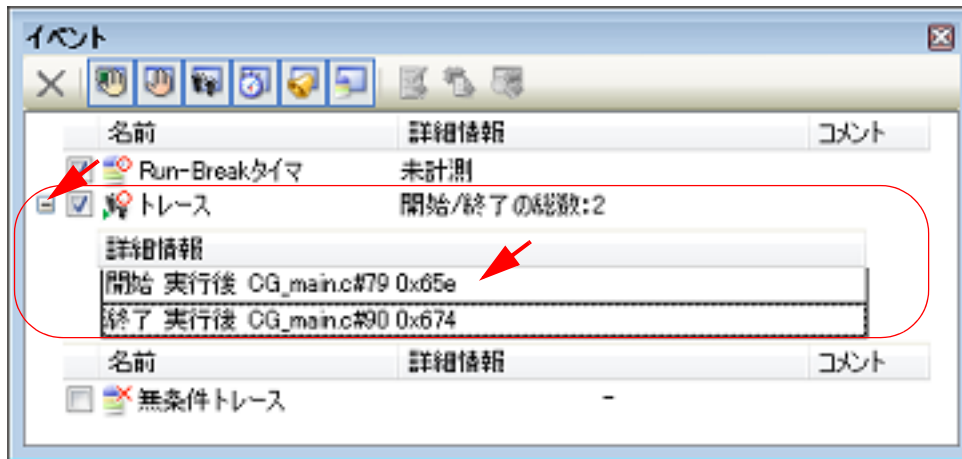 イベント
名前 詳細情報 コメント
Run-Breakタイマ 未計測
トレース 開始/終了の総数:2
詳細情報
開始 実行後 CG_main.c#79 0x65e
終了 実行後 CG_main.c#90 0x674
名前 詳細情報 コメント
無条件トレース -